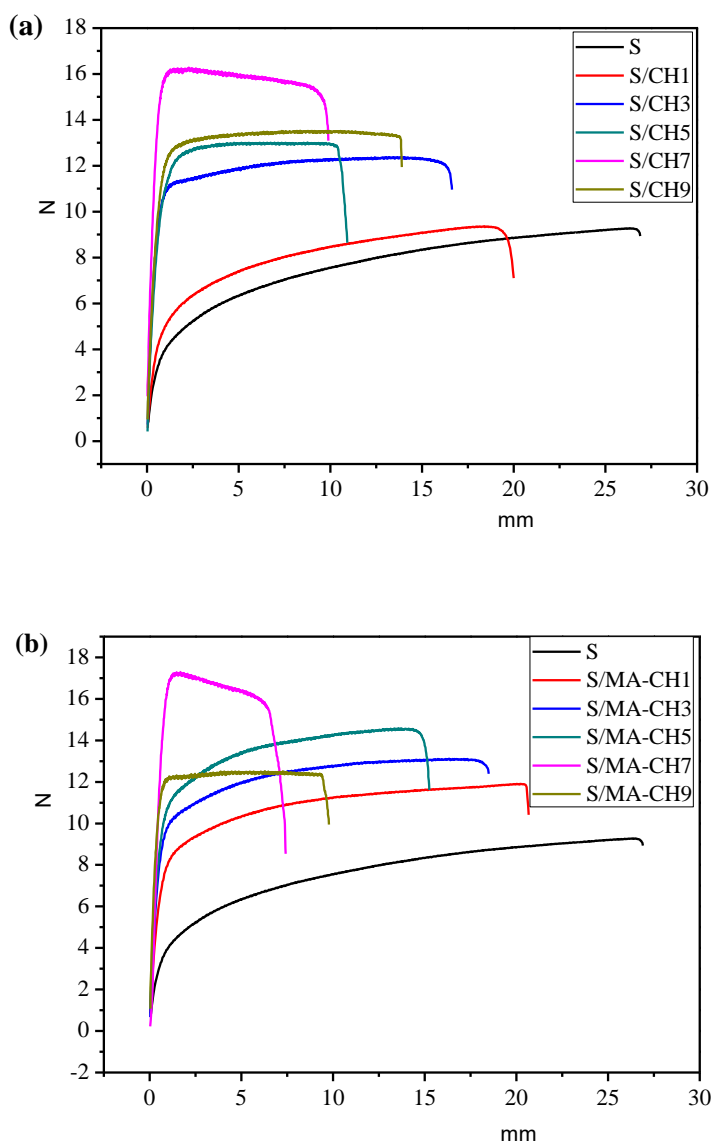 (a)
18
16
14
12
10
8
6
4
2
0
N
0 5 10 15 20 25 30
mm
S
S/CH1
S/CH3
S/CH5
S/CH7
S/CH9
(b)
18
16
14
12
10
8
6
4
2
0
-2
N
0 5 10 15 20 25 30
mm
S
S/MA-CH1
S/MA-CH3
S/MA-CH5
S/MA-CH7
S/MA-CH9